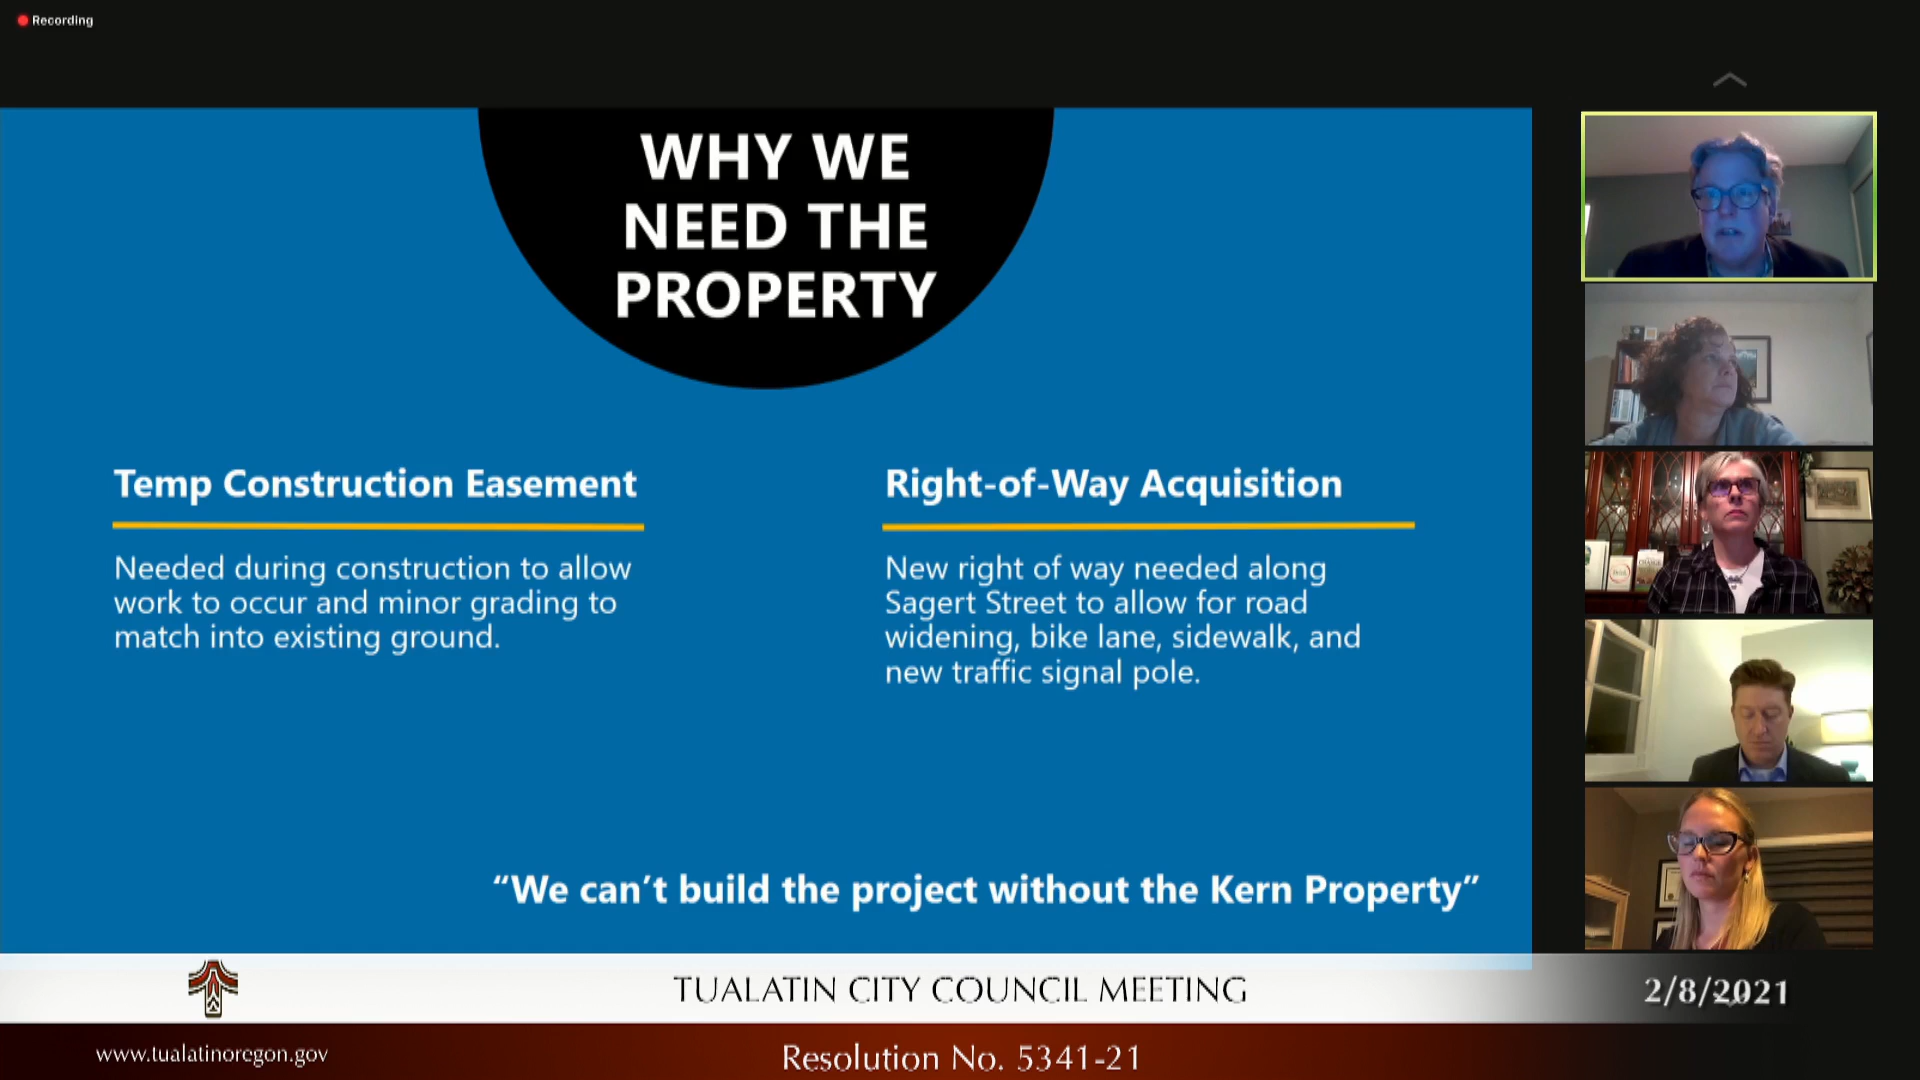 Recording
WHY WE
NEED THE
PROPERTY
Temp Construction Easement
Needed during construction to allow
work to occur and minor grading to
match into existing ground.
Right-of-Way Acquisition
New right of way needed along
Sagert Street to allow for road
widening, bike lane, sidewalk, and
new traffic signal pole.
“We can’t build the project without the Kern Property”
TUALATIN CITY COUNCIL MEETING
2/8/2021
www.tualatinoregon.gov
Resolution No. 5341-21